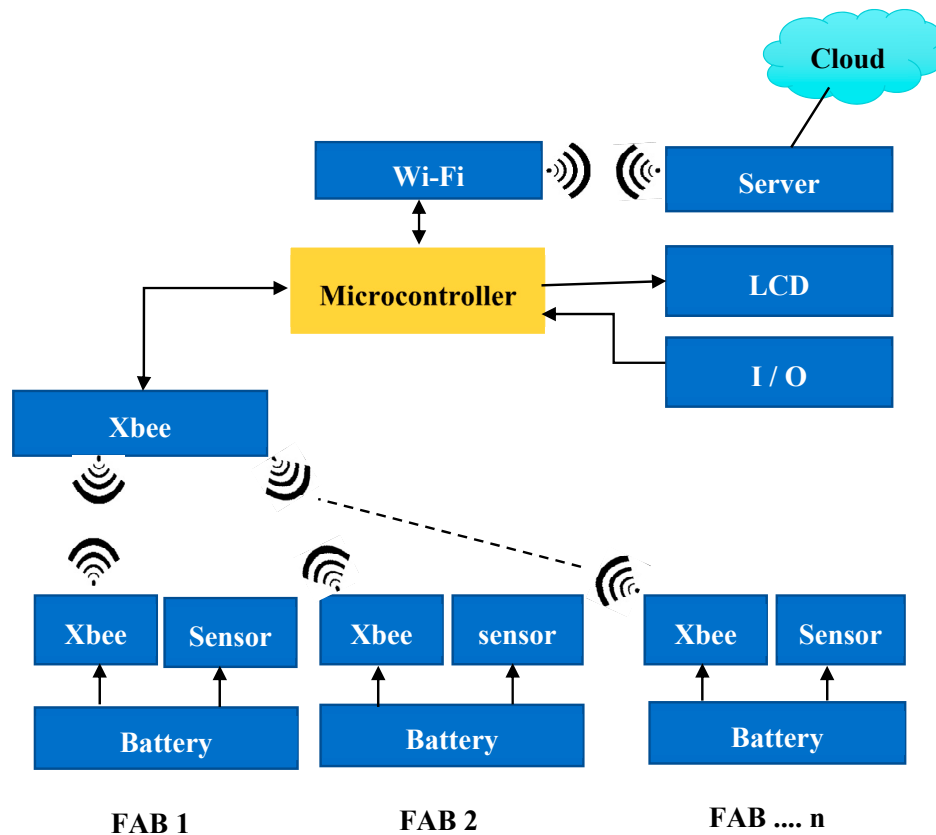 Cloud
Wi-Fi
Server
Microcontroller
LCD
I / O
Xbee
Xbee
Sensor
Xbee
sensor
Xbee
Sensor
Battery
Battery
Battery
FAB 1
FAB 2
FAB .... n